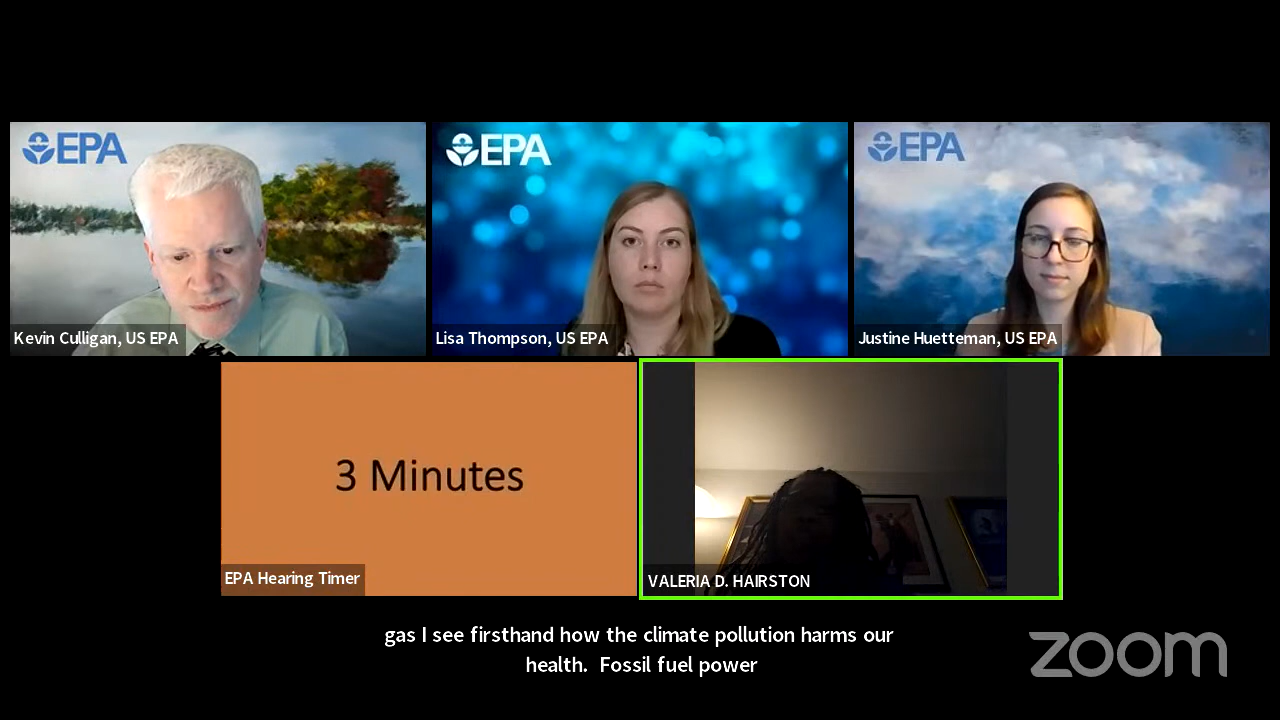 EPA
EPA
EPA
Kevin Culligan, US EPA
Lisa Thompson, US EPA
Justine Huetteman, US EPA
3 Minutes
EPA Hearing Timer
VALERIA D. HAIRSTON
gas I see firsthand how the climate pollution harms our
health. Fossil fuel power
zoom